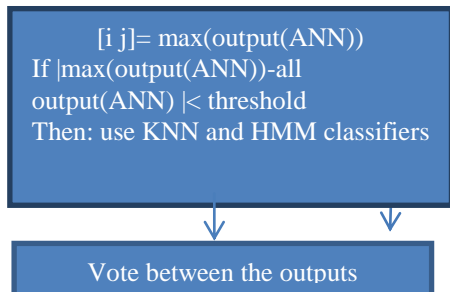 [i j]= max(output(ANN))
If |max(output(ANN))-all
output(ANN) |< threshold
Then: use KNN and HMM classifiers
Vote between the outputs